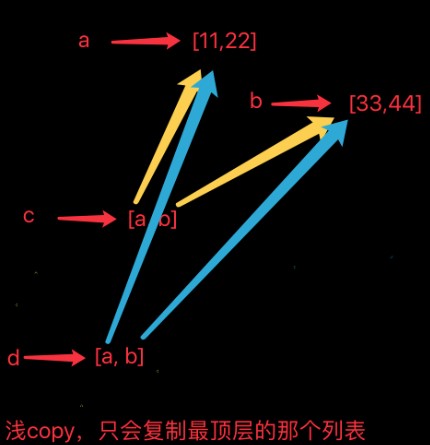 a [11,22]
b [33,44]
c [a, b]
d [a, b]
浅copy，只会复制最顶层的那个列表